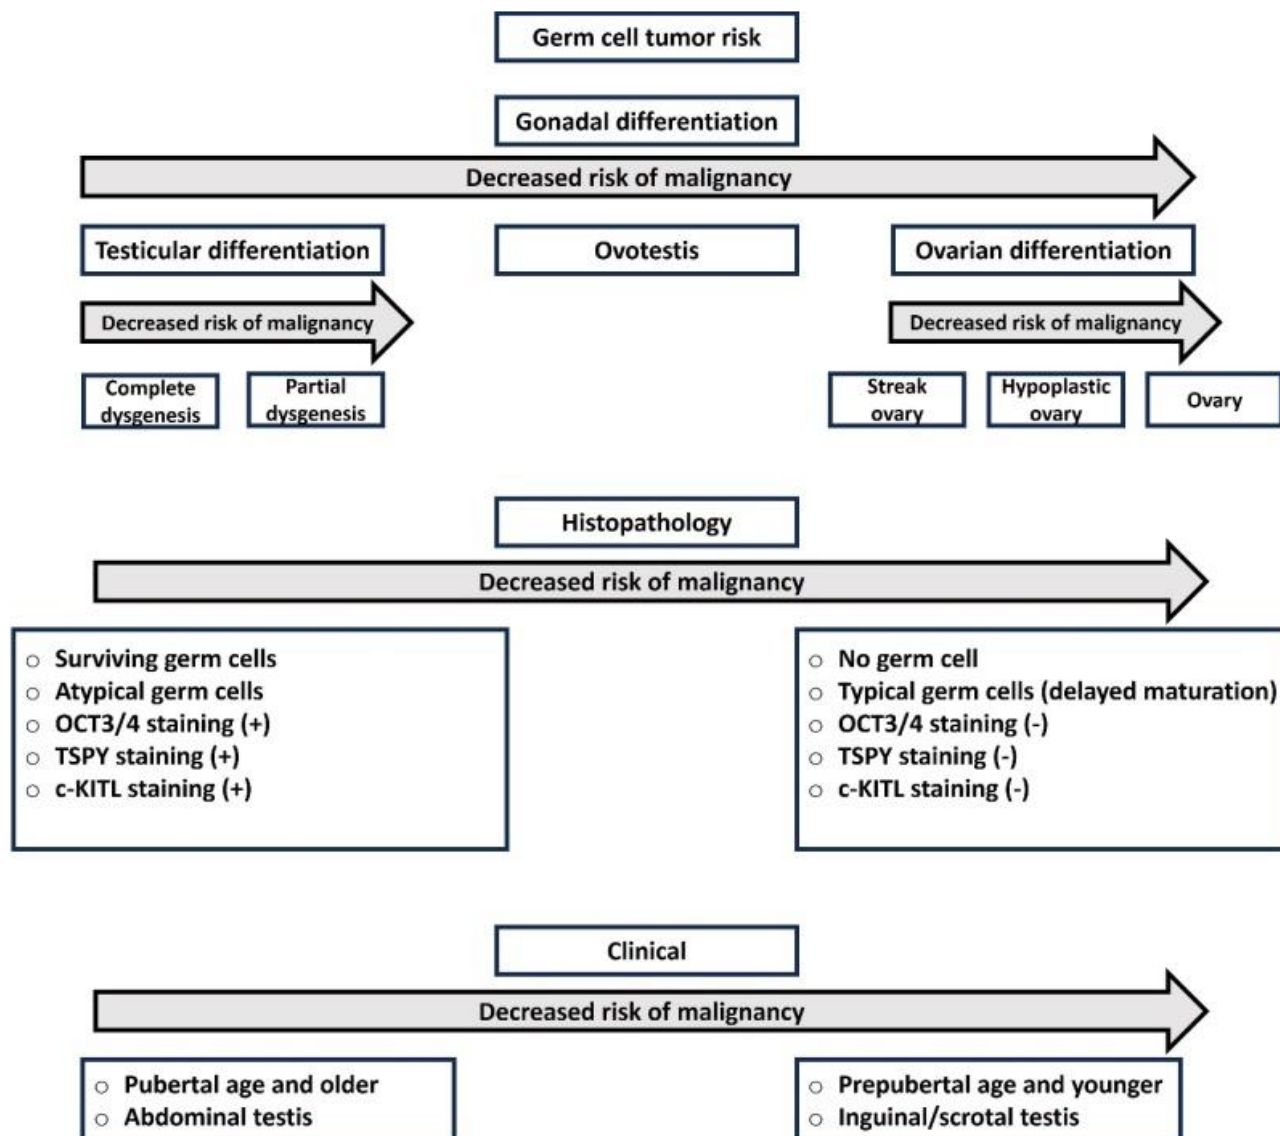 Germ cell tumor risk
Gonadal differentiation
Decreased risk of malignancy
Testicular differentiation
Ovotestis
Ovarian differentiation
Decreased risk of malignancy
Decreased risk of malignancy
Complete
dysgenesis
Partial
dysgenesis
Streak
ovary
Hypoplastic
ovary
Ovary
Histopathology
Decreased risk of malignancy
○ Surviving germ cells
○ Atypical germ cells
○ OCT3/4 staining (+)
○ TSPY staining (+)
○ c-KITL staining (+)
○ No germ cell
○ Typical germ cells (delayed maturation)
○ OCT3/4 staining (-)
○ TSPY staining (-)
○ c-KITL staining (-)
Clinical
Decreased risk of malignancy
○ Pubertal age and older
○ Abdominal testis
○ Prepubertal age and younger
○ Inguinal/scrotal testis